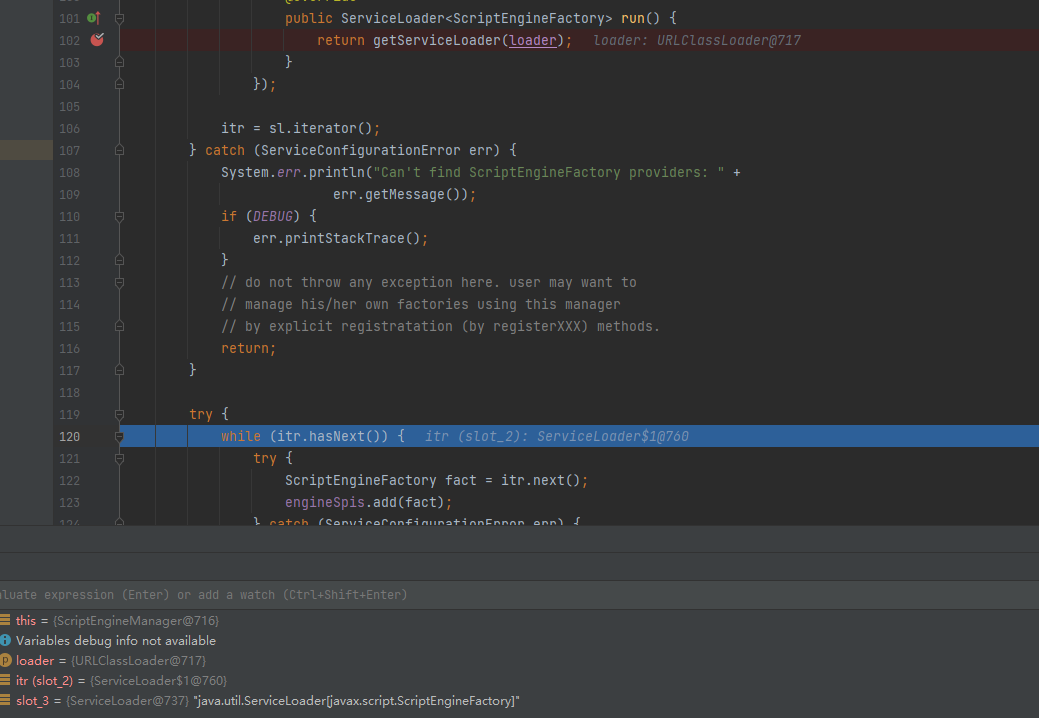 101 public ServiceLoader<ScriptEngineFactory> run() {
102 return getServiceLoader(loader); loader: URLClassLoader@717
103 }
104 });
105
106 itr = sl.iterator();
107 } catch (ServiceConfigurationError err) {
108 System.err.println("Can't find ScriptEngineFactory providers: " +
109 err.getMessage());
110 if (DEBUG) {
111 err.printStackTrace();
112 }
113 // do not throw any exception here. user may want to
114 // manage his/her own factories using this manager
115 // by explicit registratation (by registerXXX) methods.
116 return;
117 }
118
119 try {
120 while (itr.hasNext()) { itr (slot_2): ServiceLoader$1@760
121 try {
122 ScriptEngineFactory fact = itr.next();
123 engineSpis.add(fact);
124 } catch (ServiceConfigurationError err) {
luate expression (Enter) or add a watch (Ctrl+Shift+Enter)
this = {ScriptEngineManager@716}
Variables debug info not available
loader = {URLClassLoader@717}
itr (slot_2) = {ServiceLoader$1@760}
slot_3 = {ServiceLoader@737} "java.util.ServiceLoader[javax.script.ScriptEngineFactory]"